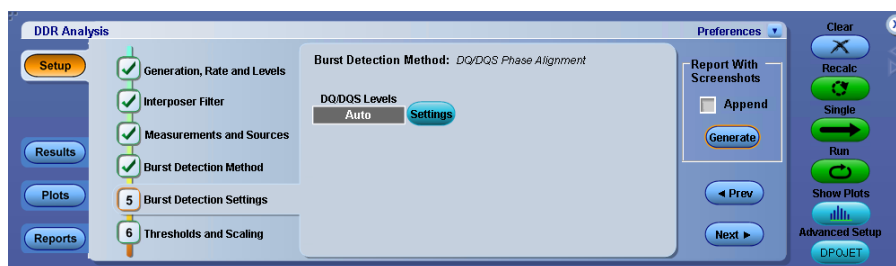 DDR Analysis
Preferences
Clear
Setup
Generation, Rate and Levels
Interposer Filter
Measurements and Sources
Burst Detection Method
5 Burst Detection Settings
6 Thresholds and Scaling
Results
Plots
Reports
Burst Detection Method: DQ/DQS Phase Alignment
DQ/DQS Levels
Auto Settings
Report With
Screenshots
Append
Generate
Prev
Next
Recalc
Single
Run
Show Plots
Advanced Setup
DPOJET